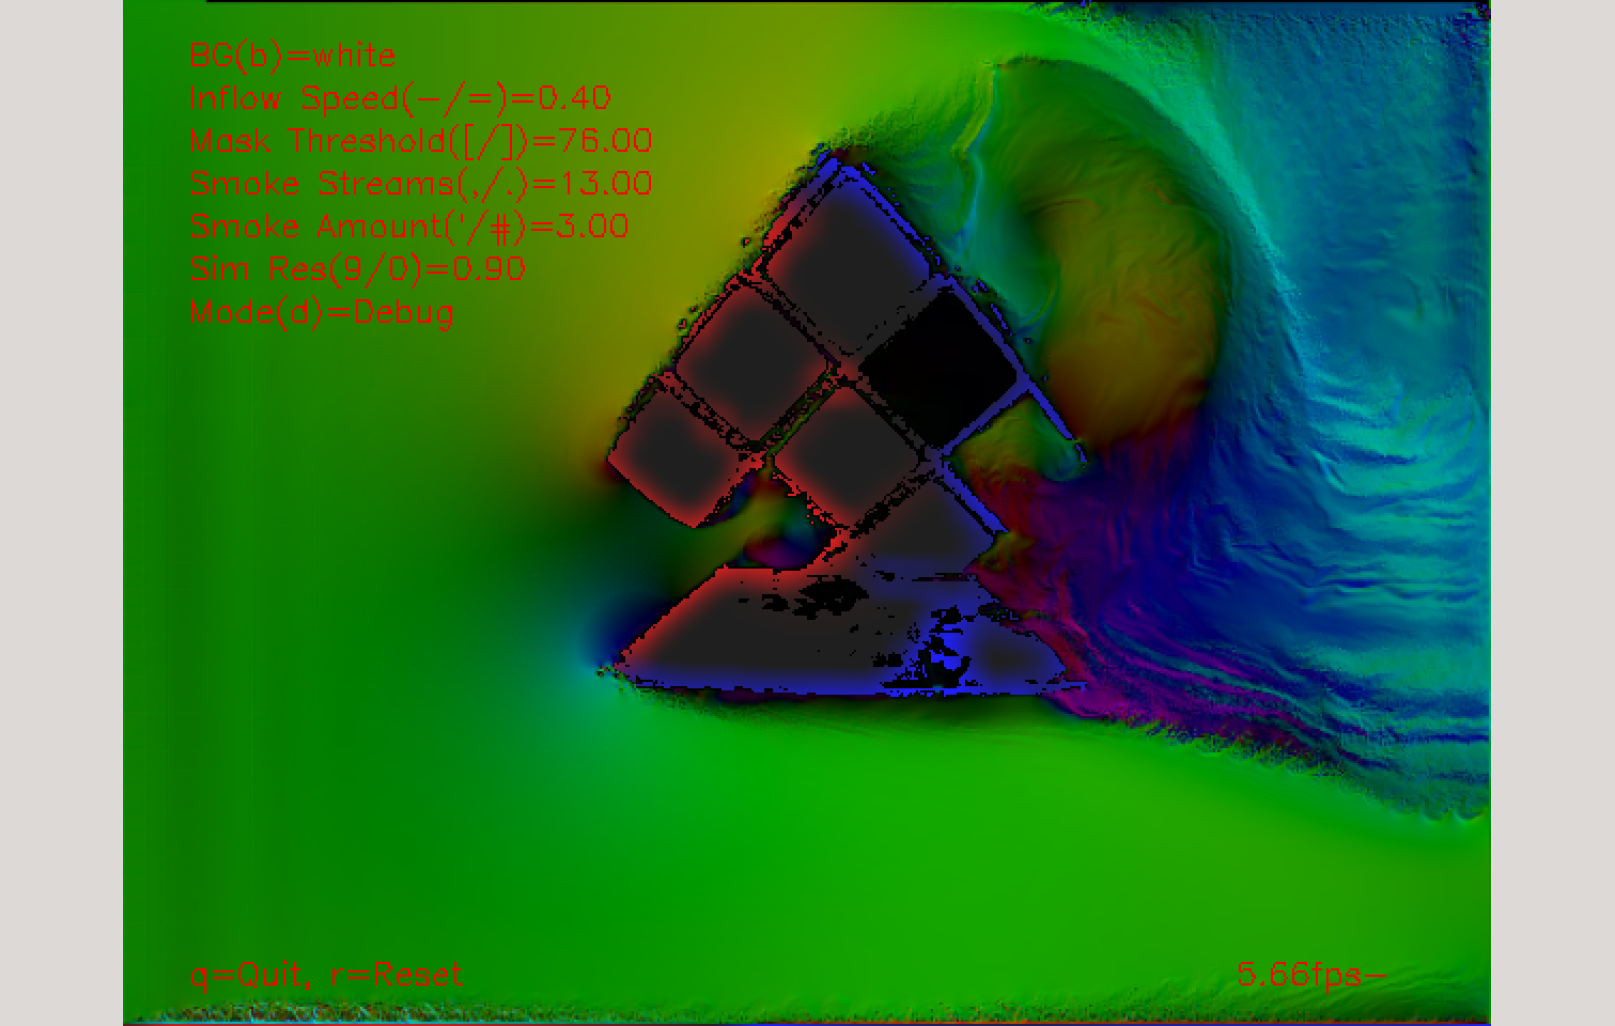 BG(b)=white
Inflow Speed(-/=)=0.40
Mask Threshold([/])=76.00
Smoke Streams(,/.)=13.00
Smoke Amount('/#)=3.00
Sim Res(9/0)=0.90
Mode(d)=Debug
q=Quit, r=Reset
5.66fps-